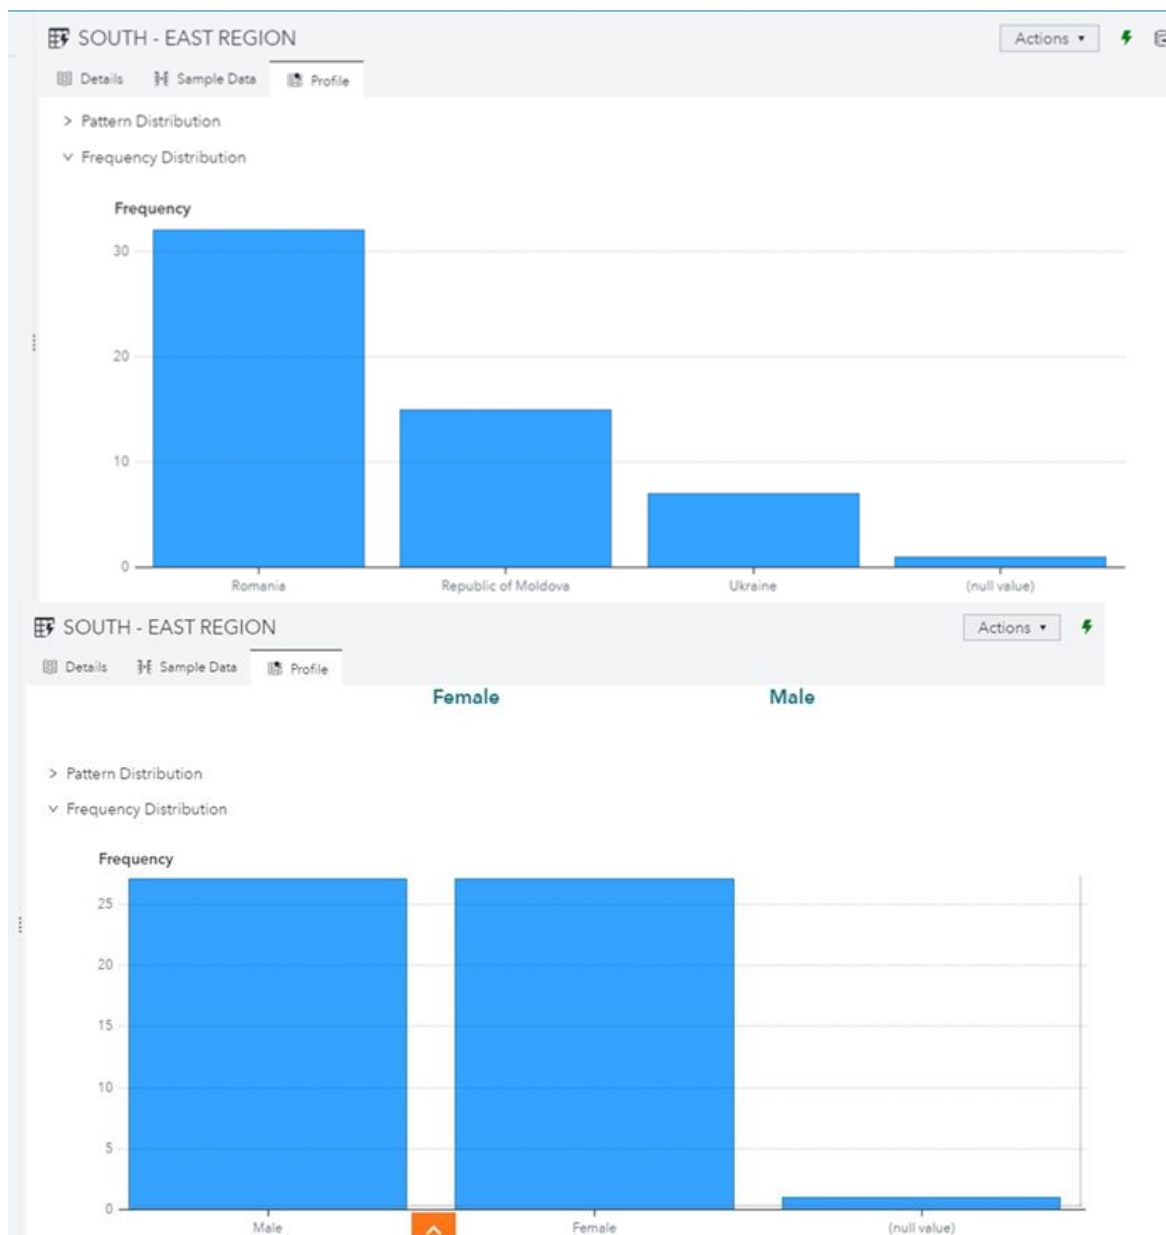 SOUTH - EAST REGION
Actions
Details Sample Data Profile
> Pattern Distribution
Frequency Distribution
Frequency
30
20
10
0
Romania Republic of Moldova Ukraine (null value)
SOUTH - EAST REGION
Actions
Details Sample Data Profile
Female Male
> Pattern Distribution
Frequency Distribution
Frequency
25
20
15
10
5
0
Male Female (null value)